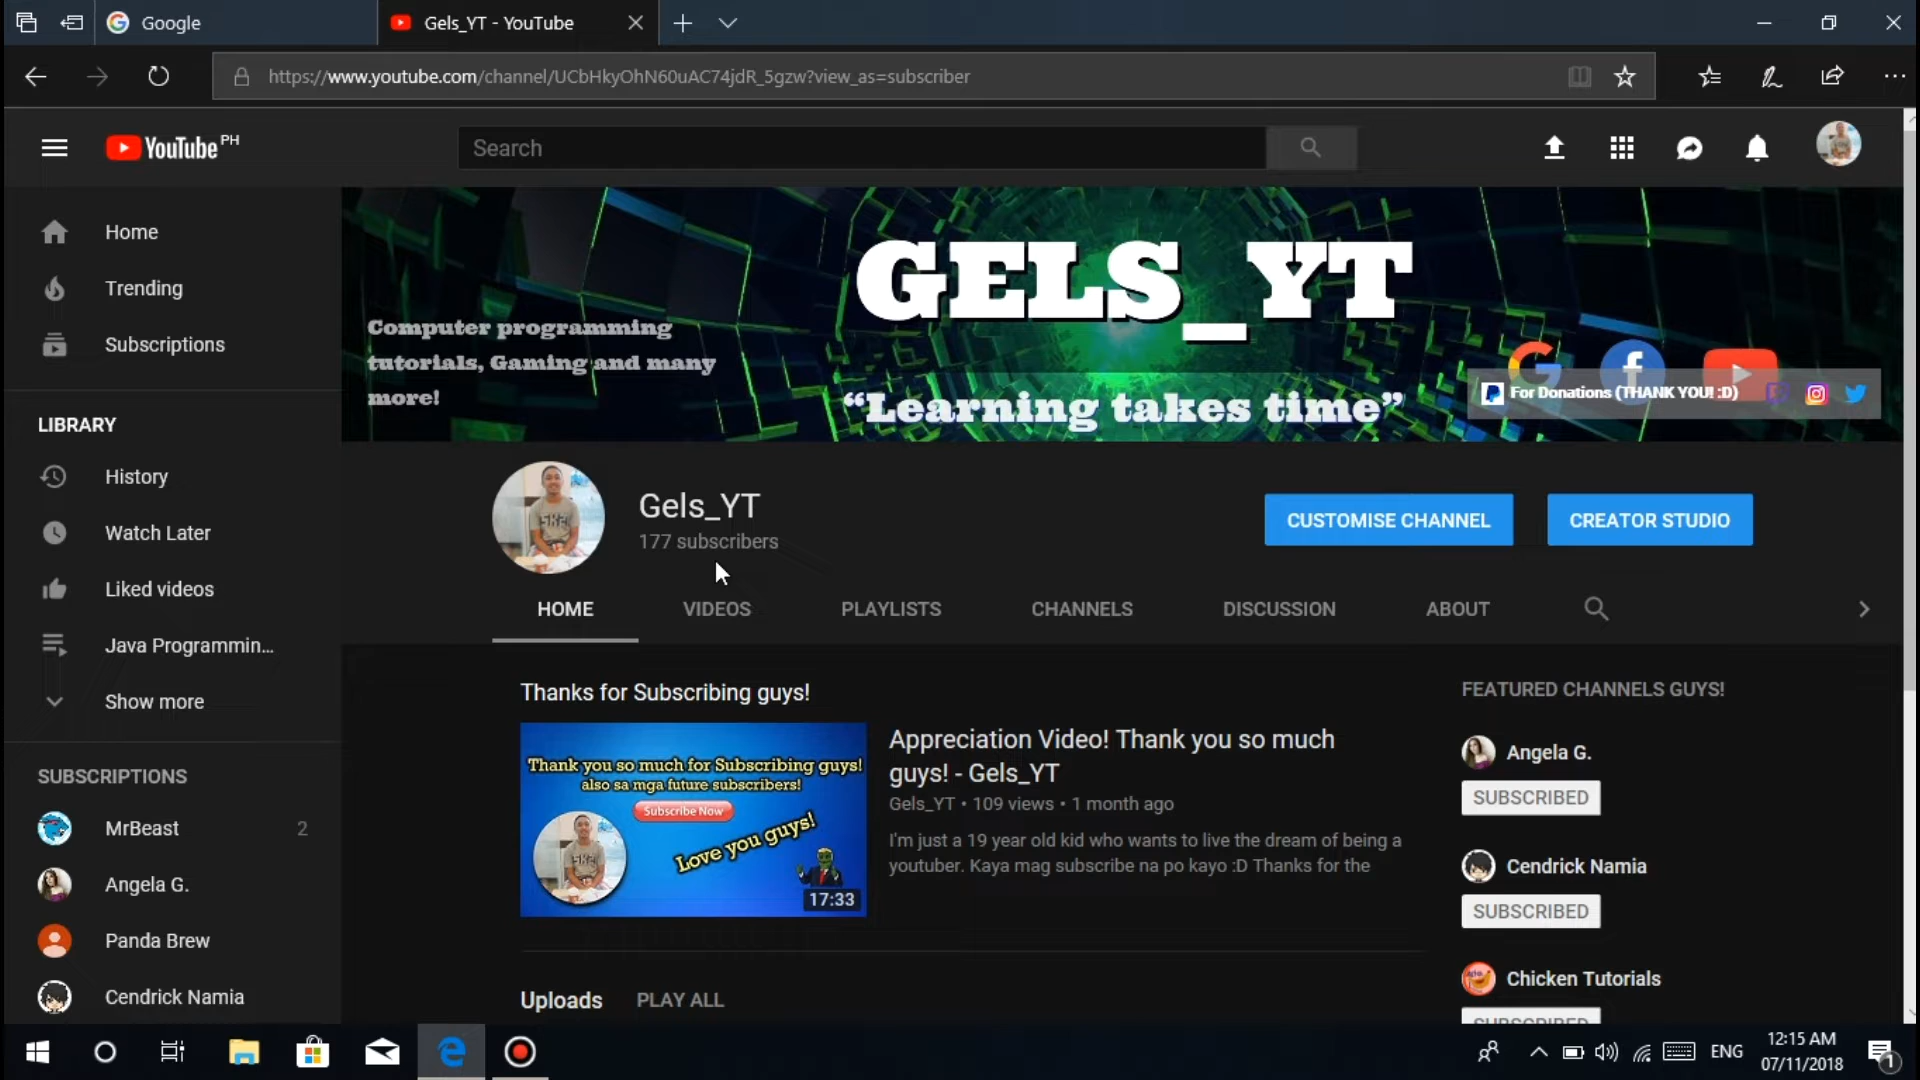 Google
Gels_YT - YouTube
https://www.youtube.com/channel/UCbHkyOhN60uAC74jdR_5gzw?view_as=subscriber
YouTube PH
Search
Home
Trending
Subscriptions
LIBRARY
History
Watch Later
Liked videos
Java Programmin...
Show more
SUBSCRIPTIONS
MrBeast 2
Angela G.
Panda Brew
Cendrick Namia
GELS_YT
Computer programming
tutorials, Gaming and many
more!
“Learning takes time”
For Donations (THANK YOU! :D)
Gels_YT
177 subscribers
CUSTOMISE CHANNEL
CREATOR STUDIO
HOME VIDEOS PLAYLISTS CHANNELS DISCUSSION ABOUT
Thanks for Subscribing guys!
Thank you so much for Subscribing guys!
also sa mga future subscribers!
Subscribe Now
Love you guys!
17:33
Appreciation Video! Thank you so much
guys! - Gels_YT
Gels_YT • 109 views • 1 month ago
I'm just a 19 year old kid who wants to live the dream of being a
youtuber. Kaya mag subscribe na po kayo :D Thanks for the
Uploads PLAY ALL
FEATURED CHANNELS GUYS!
Angela G.
SUBSCRIBED
Cendrick Namia
SUBSCRIBED
Chicken Tutorials
SUBSCRIBED
ENG
12:15 AM
07/11/2018
1